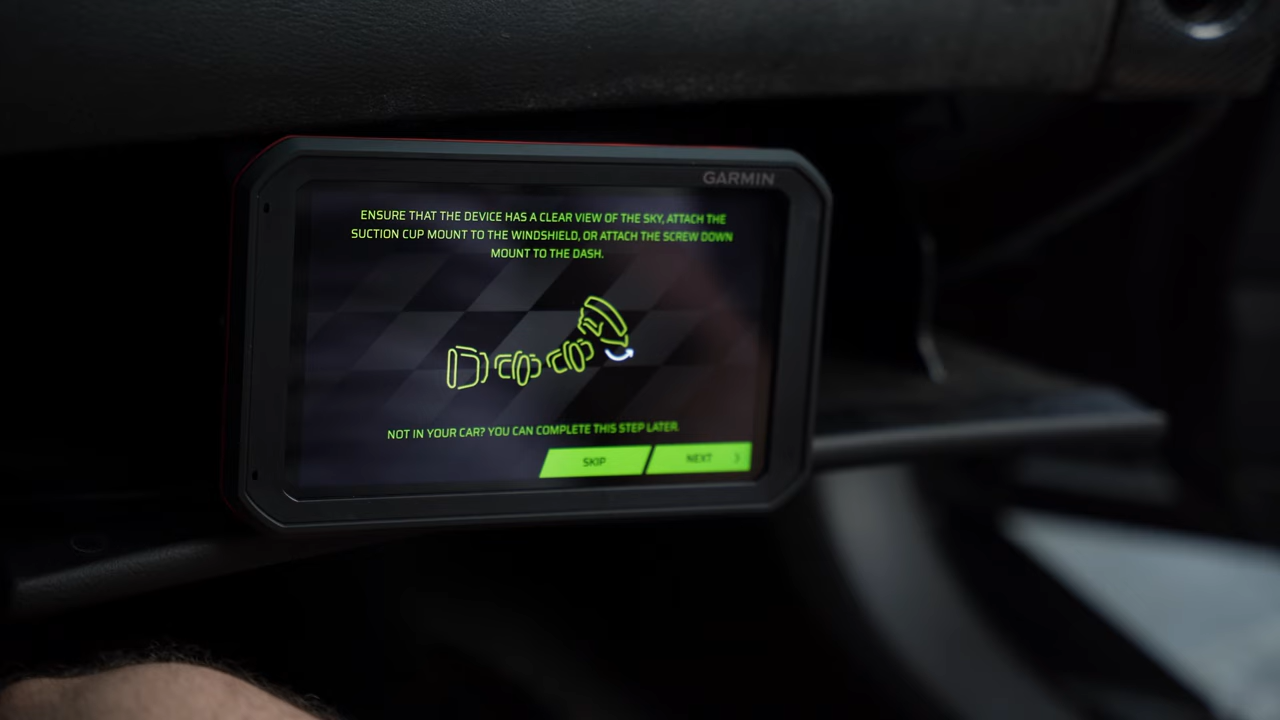 GARMIN
ENSURE THAT THE DEVICE HAS A CLEAR VIEW OF THE SKY, ATTACH THE
SUCTION CUP MOUNT TO THE WINDSHIELD, OR ATTACH THE SCREW DOWN
MOUNT TO THE DASH.
NOT IN YOUR CAR? YOU CAN COMPLETE THIS STEP LATER.
SKIP
NEXT